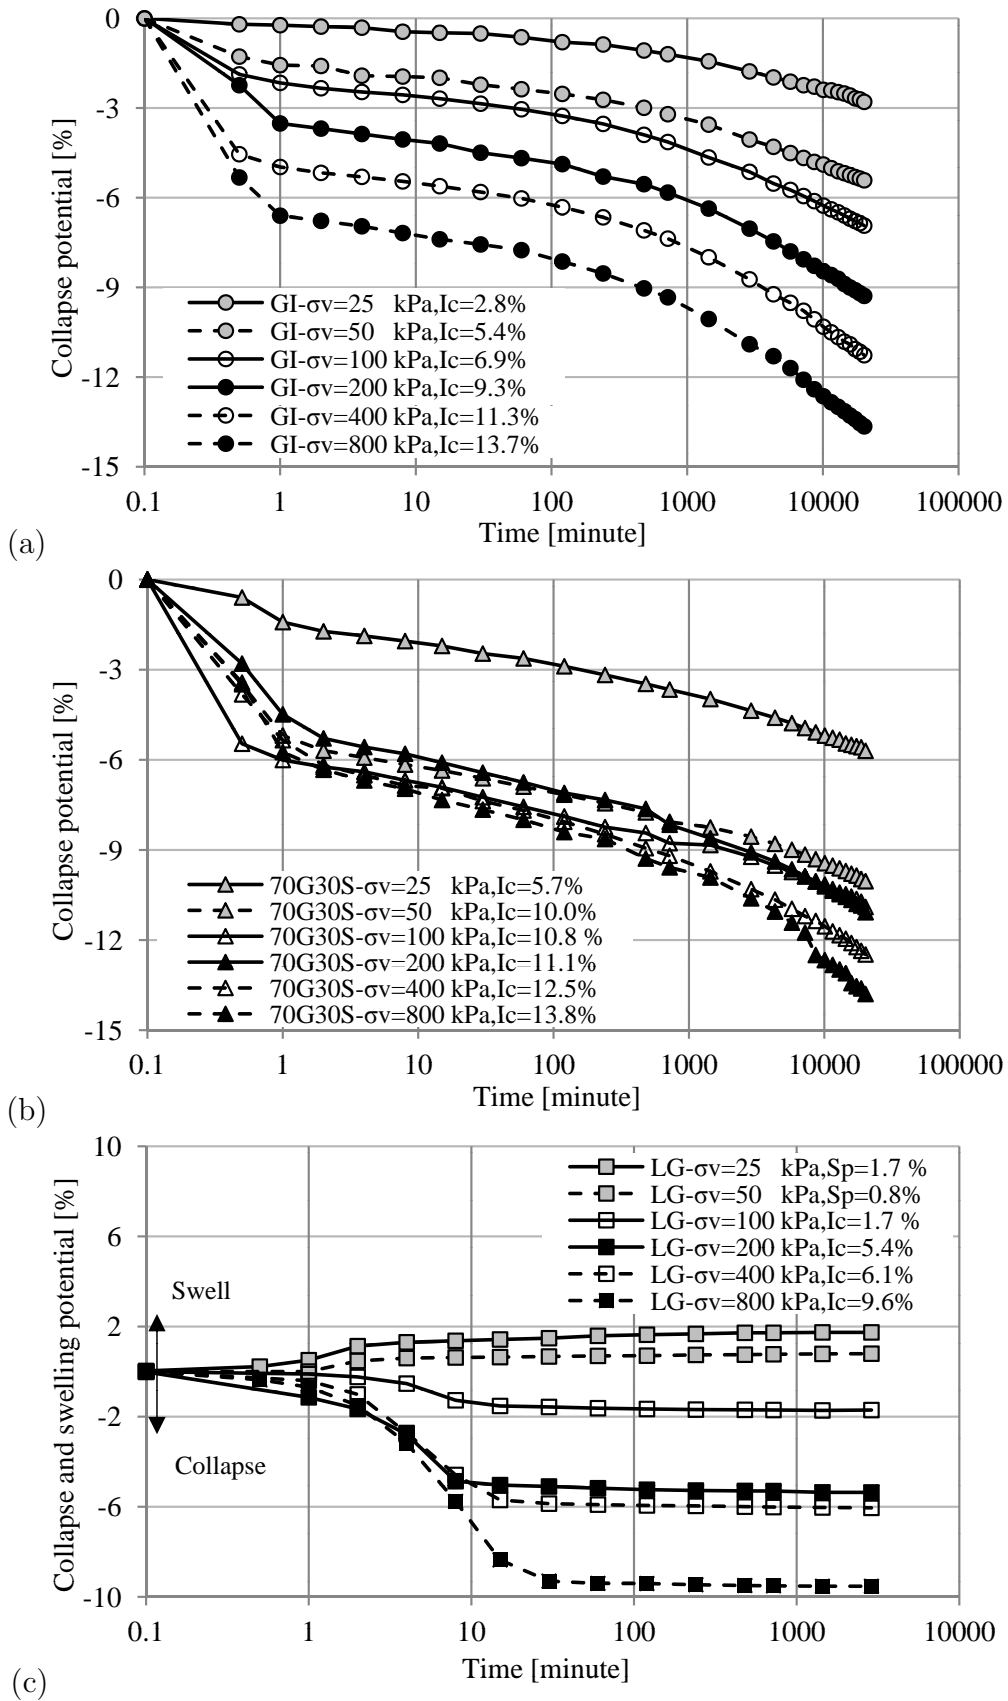 0
-3
-6
-9
-12
-15
Collapse potential [%]
GI-σv=25 kPa,Ic=2.8%
GI-σv=50 kPa,Ic=5.4%
GI-σv=100 kPa,Ic=6.9%
GI-σv=200 kPa,Ic=9.3%
GI-σv=400 kPa,Ic=11.3%
GI-σv=800 kPa,Ic=13.7%
0.1 1 10 100 1000 10000 100000
Time [minute]
(a)
0
-3
-6
-9
-12
-15
Collapse potential [%]
70G30S-σv=25 kPa,Ic=5.7%
70G30S-σv=50 kPa,Ic=10.0%
70G30S-σv=100 kPa,Ic=10.8 %
70G30S-σv=200 kPa,Ic=11.1%
70G30S-σv=400 kPa,Ic=12.5%
70G30S-σv=800 kPa,Ic=13.8%
0.1 1 10 100 1000 10000 100000
Time [minute]
(b)
10
6
2
-2
-6
-10
Collapse and swelling potential [%]
LG-σv=25 kPa,Sp=1.7 %
LG-σv=50 kPa,Sp=0.8%
LG-σv=100 kPa,Ic=1.7 %
LG-σv=200 kPa,Ic=5.4%
LG-σv=400 kPa,Ic=6.1%
LG-σv=800 kPa,Ic=9.6%
Swell
Collapse
0.1 1 10 100 1000 10000
Time [minute]
(c)